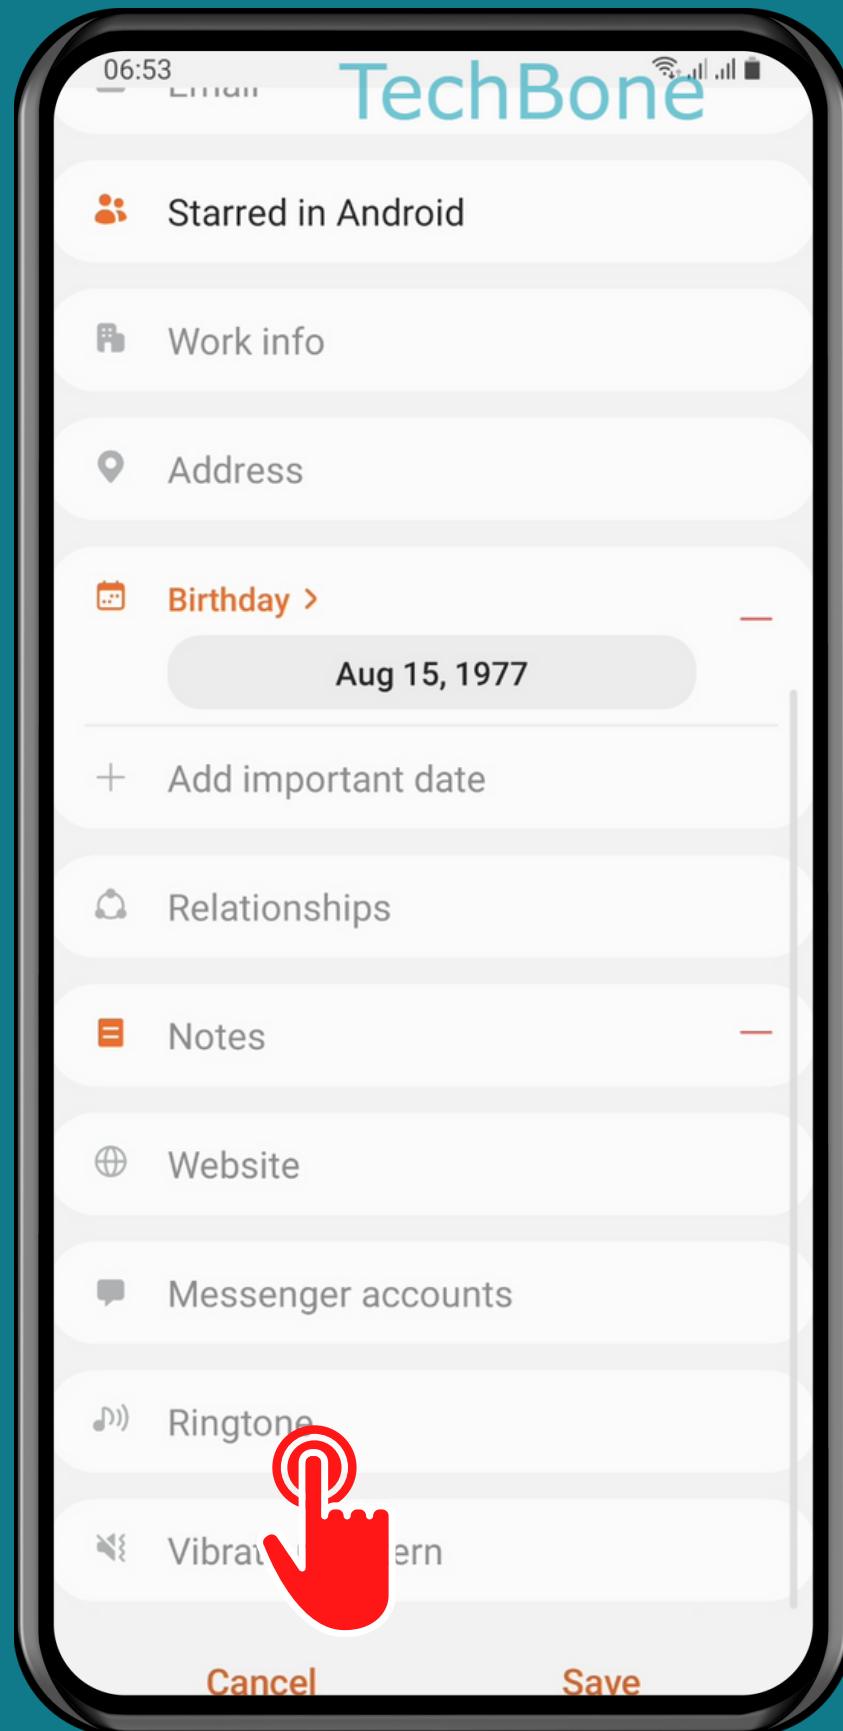 06:53
TechBone
Email
Starred in Android
Work info
Address
Birthday >
Aug 15, 1977
Add important date
Relationships
Notes
Website
Messenger accounts
Ringtone
Cancel Save